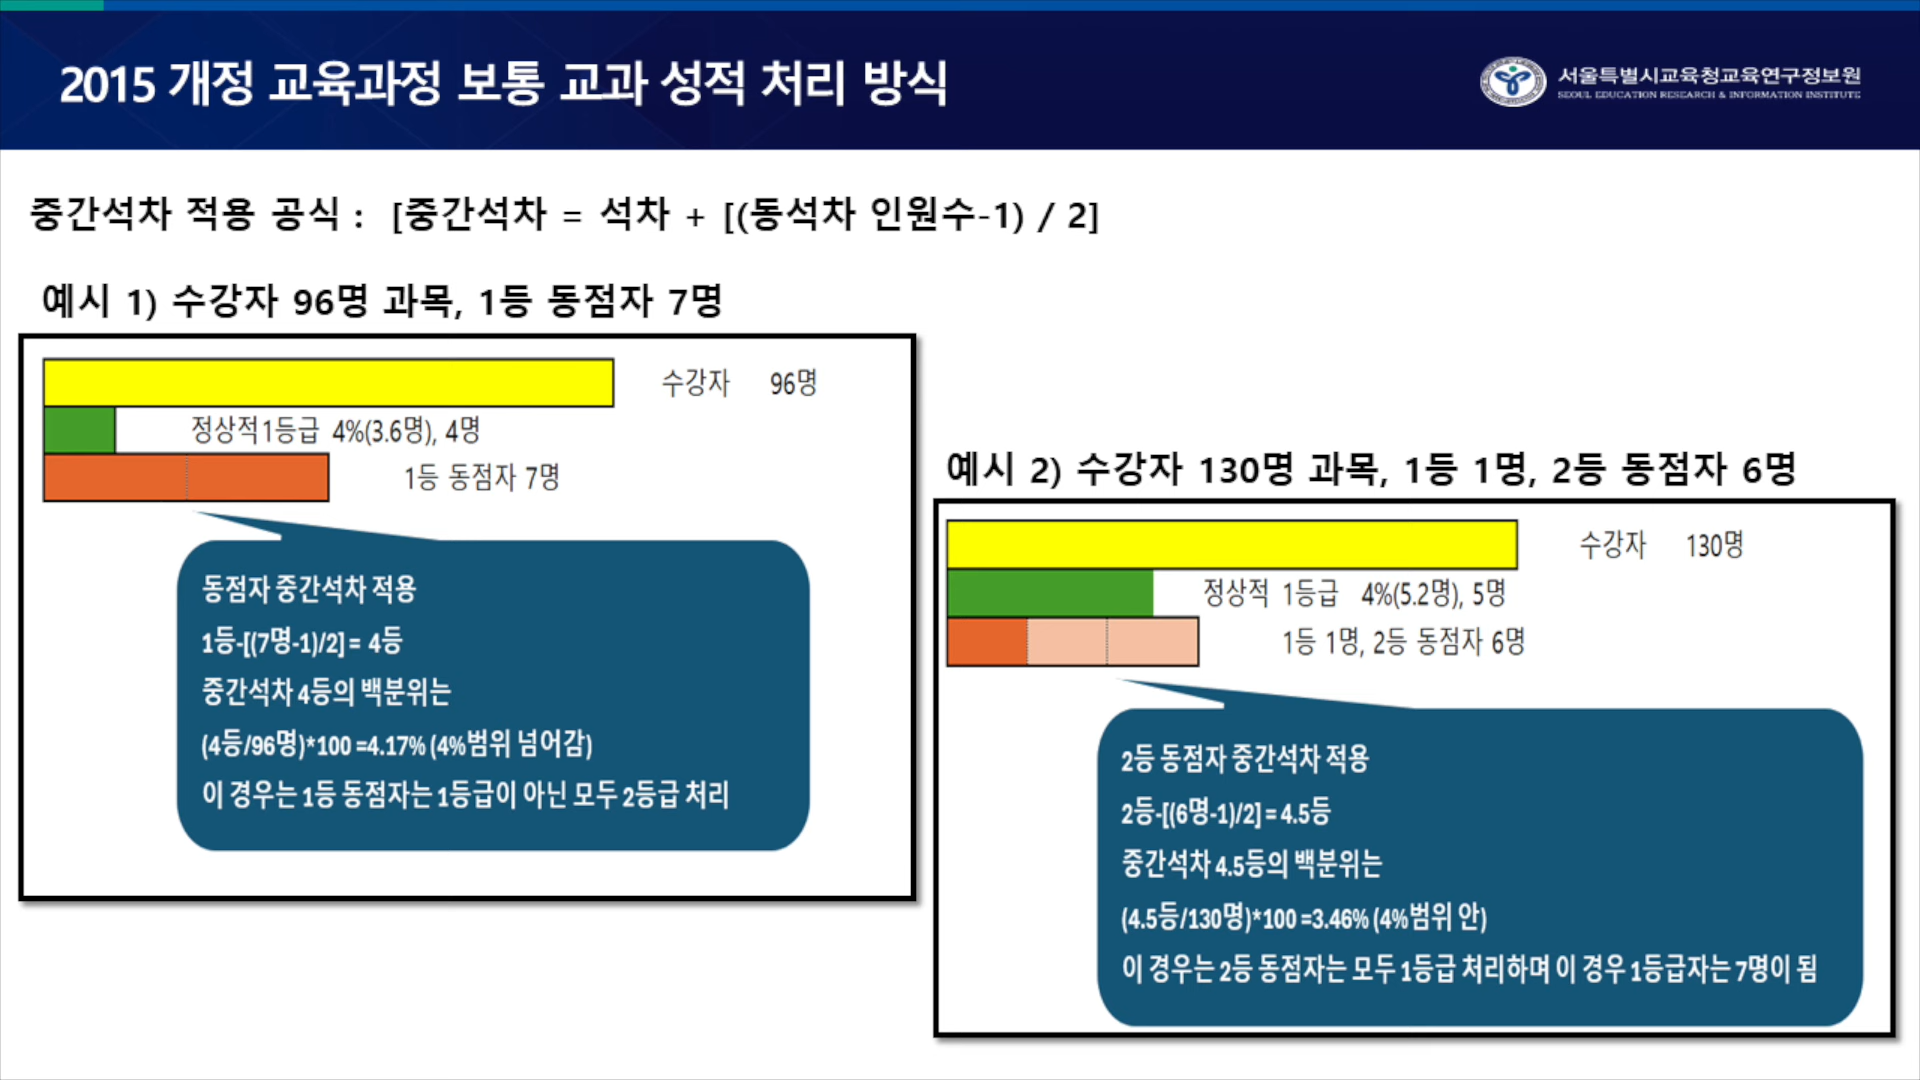 2015 개정 교육과정 보통 교과 성적 처리 방식
서울특별시교육청교육연구정보원
SEOUL EDUCATION RESEARCH & INFORMATION INSTITUTE
중간석차 적용 공식 : [중간석차 = 석차 + [(동석차 인원수-1) / 2]
예시 1) 수강자 96명 과목, 1등 동점자 7명
수강자 96명
정상적1등급 4%(3.6명), 4명
1등 동점자 7명
동점자 중간석차 적용
1등-[(7명-1)/2] = 4등
중간석차 4등의 백분위는
(4등/96명)*100 =4.17% (4%범위 넘어감)
이 경우는 1등 동점자는 1등급이 아닌 모두 2등급 처리
예시 2) 수강자 130명 과목, 1등 1명, 2등 동점자 6명
수강자 130명
정상적 1등급 4%(5.2명), 5명
1등 1명, 2등 동점자 6명
2등 동점자 중간석차 적용
2등-[(6명-1)/2] = 4.5등
중간석차 4.5등의 백분위는
(4.5등/130명)*100 =3.46% (4%범위 안)
이 경우는 2등 동점자는 모두 1등급 처리하며 이 경우 1등급자는 7명이 됨